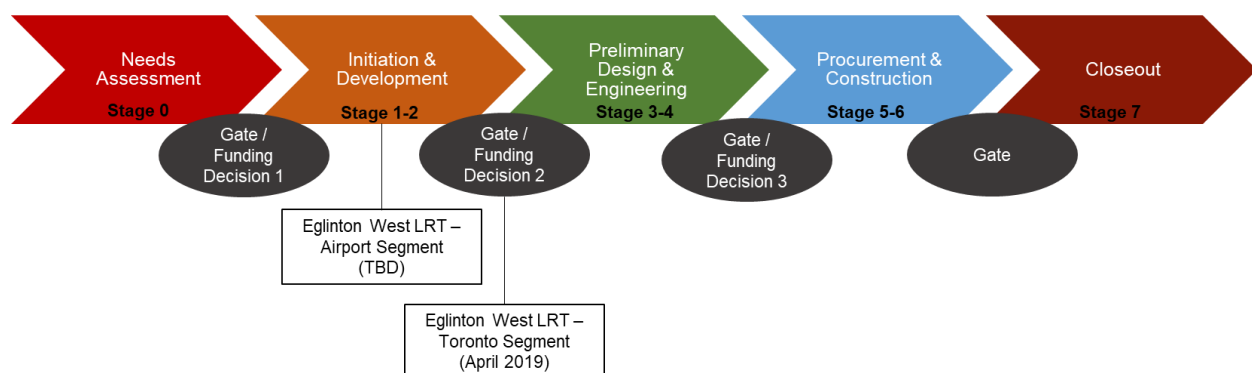 Needs
Assessment
Stage 0
Initiation &
Development
Stage 1-2
Preliminary
Design &
Engineering
Stage 3-4
Procurement &
Construction
Stage 5-6
Closeout
Stage 7
Gate /
Funding
Decision 1
Gate /
Funding
Decision 2
Gate /
Funding
Decision 3
Gate
Eglinton West LRT –
Airport Segment
(TBD)
Eglinton West LRT –
Toronto Segment
(April 2019)